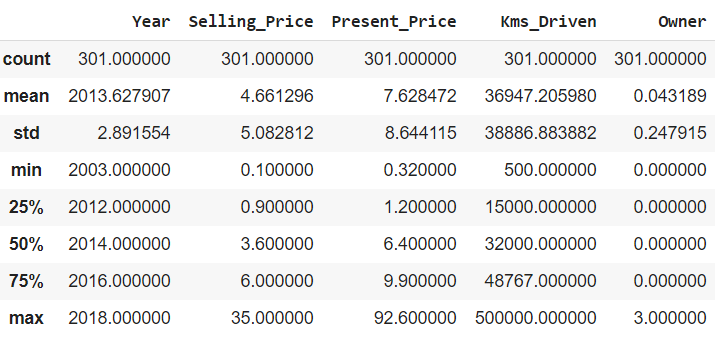 Year Selling_Price Present_Price Kms_Driven Owner
count 301.000000 301.000000 301.000000 301.000000 301.000000
mean 2013.627907 4.661296 7.628472 36947.205980 0.043189
std 2.891554 5.082812 8.644115 38886.883882 0.247915
min 2003.000000 0.100000 0.320000 500.000000 0.000000
25% 2012.000000 0.900000 1.200000 15000.000000 0.000000
50% 2014.000000 3.600000 6.400000 32000.000000 0.000000
75% 2016.000000 6.000000 9.900000 48767.000000 0.000000
max 2018.000000 35.000000 92.600000 500000.000000 3.000000